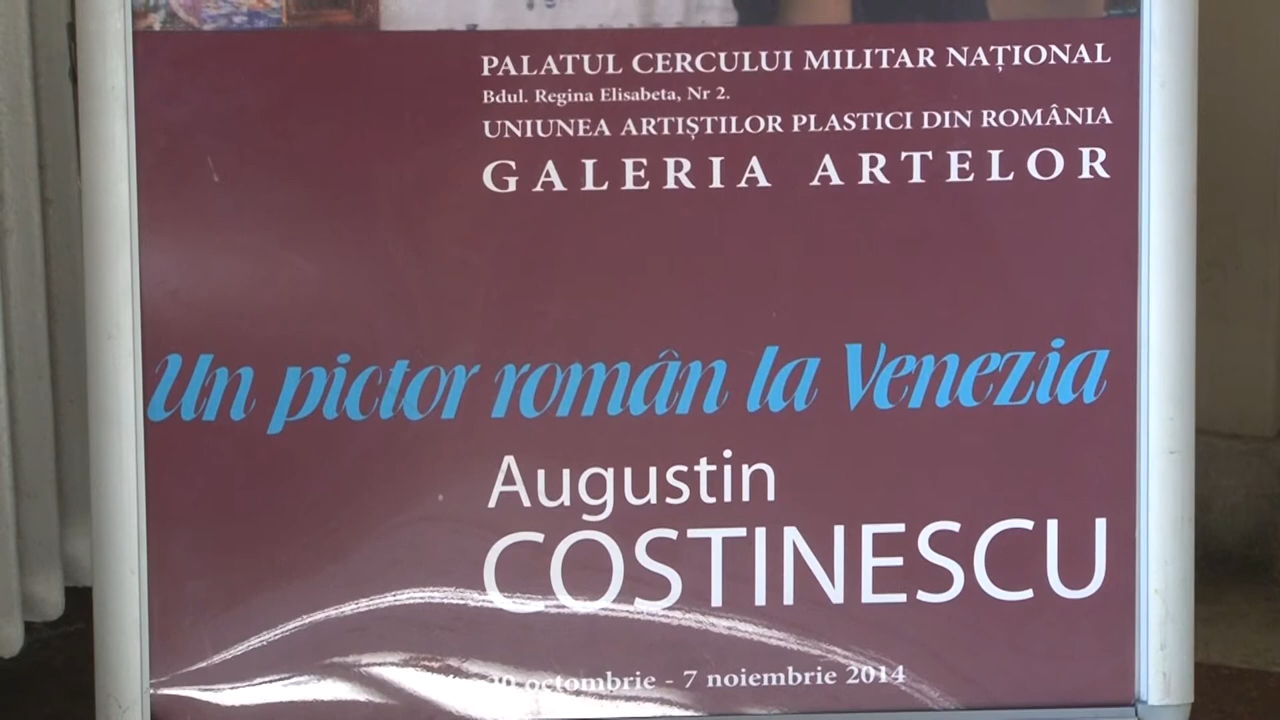 PALATUL CERCULUI MILITAR NAȚIONAL
Bdul. Regina Elisabeta, Nr 2.
UNIUNEA ARTIȘTILOR PLASTICI DIN ROMÂNIA
GALERIA ARTELOR
Un pictor român la Venezia
Augustin
COSTINESCU
octombrie - 7 noiembrie 2014